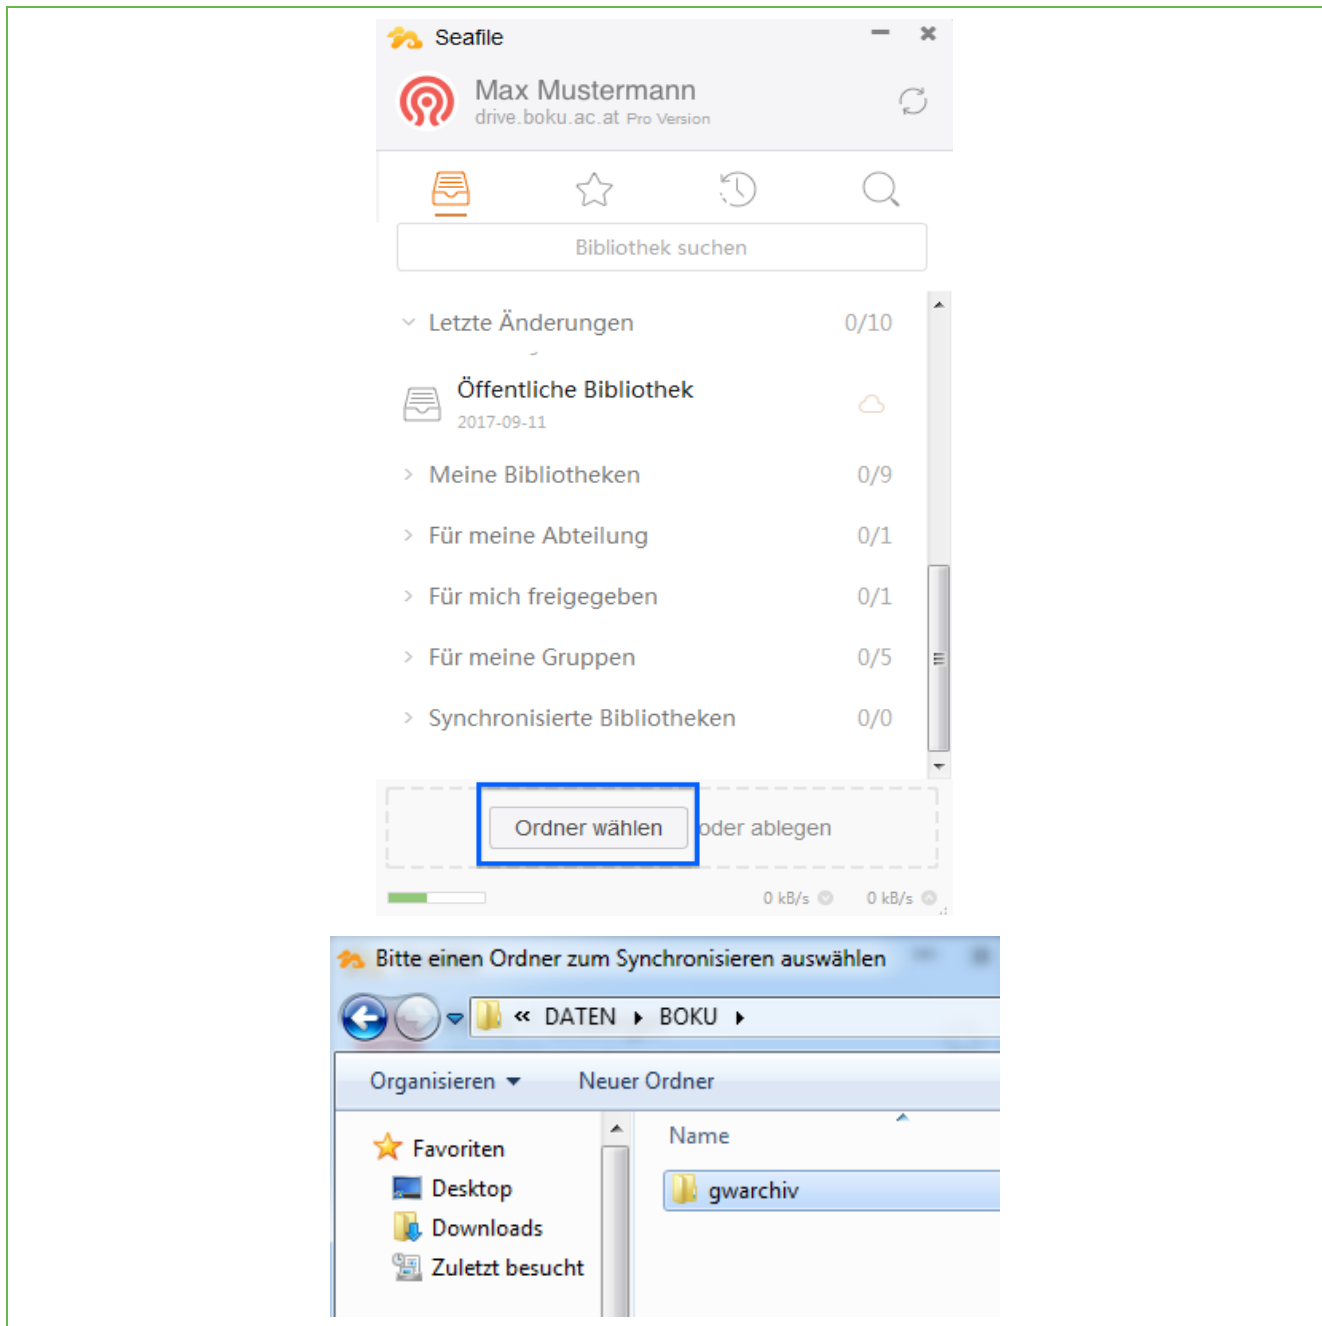 Seafile
Max Mustermann
drive.boku.ac.at Pro Version
Bibliothek suchen
Letzte Änderungen 0/10
Öffentliche Bibliothek
2017-09-11
Meine Bibliotheken 0/9
Für meine Abteilung 0/1
Für mich freigegeben 0/1
Für meine Gruppen 0/5
Synchronisierte Bibliotheken 0/0
Ordner wählen oder ablegen
0 kB/s 0 kB/s
Bitte einen Ordner zum Synchronisieren auswählen
« DATEN BOKU
Organisieren Neuer Ordner
Name
Favoriten
Desktop
gwarchiv
Downloads
Zuletzt besucht